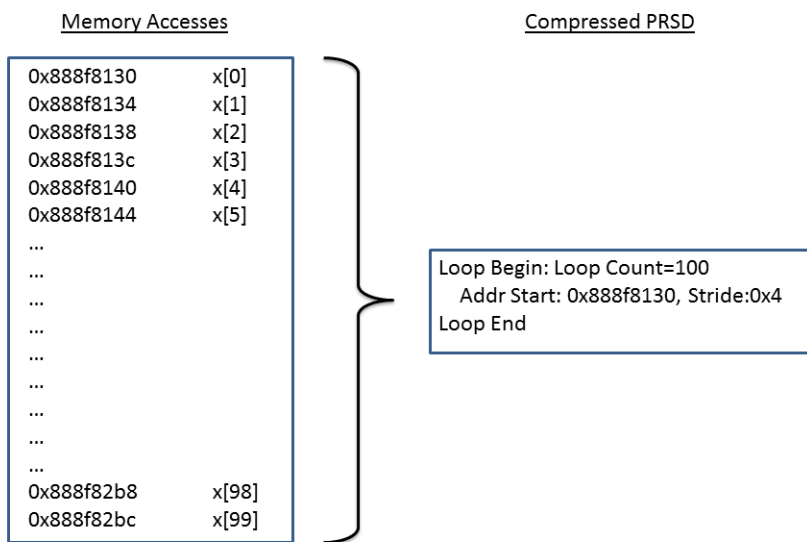 Memory Accesses
0x888f8130 x[0]
0x888f8134 x[1]
0x888f8138 x[2]
0x888f813c x[3]
0x888f8140 x[4]
0x888f8144 x[5]
...
...
...
...
...
...
...
...
...
0x888f82b8 x[98]
0x888f82bc x[99]
Compressed PRSD
Loop Begin: Loop Count=100
Addr Start: 0x888f8130, Stride:0x4
Loop End